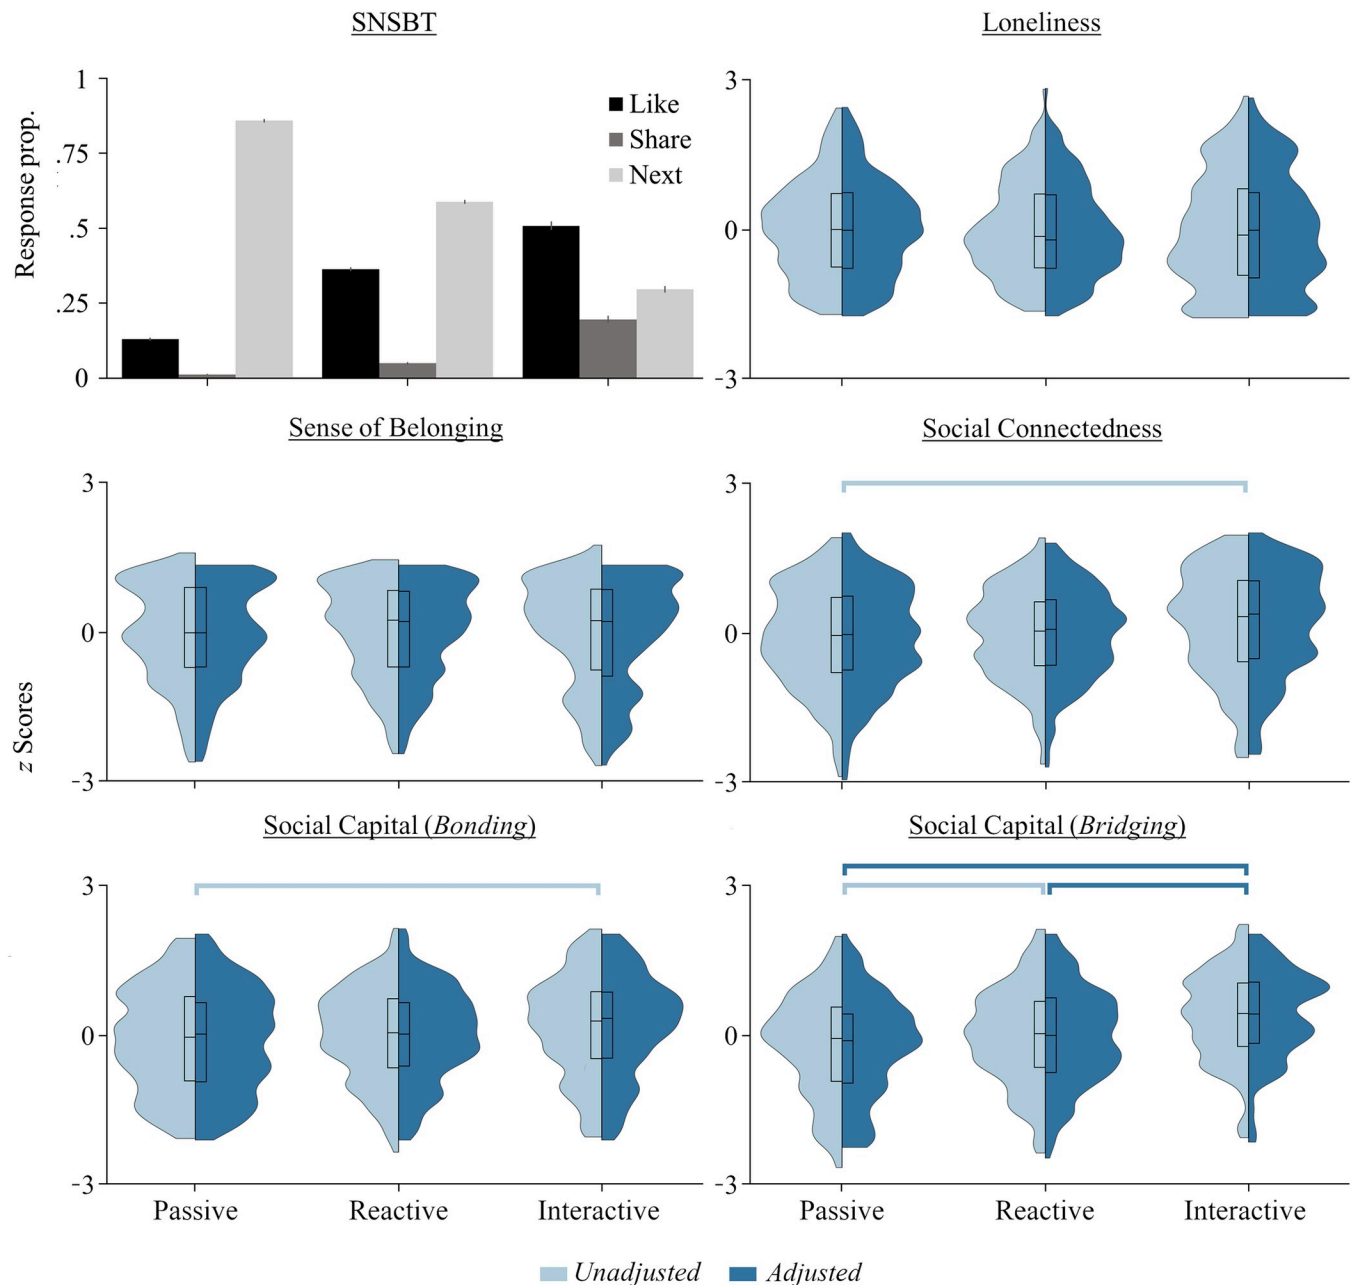 SNSBT
Response prop.
1
.75
.5
.25
0
Like
Share
Next
Loneliness
3
0
-3
Sense of Belonging
z Scores
3
0
-3
Social Connectedness
3
0
-3
Social Capital (Bonding)
3
0
-3
Passive Reactive Interactive
Social Capital (Bridging)
3
0
-3
Passive Reactive Interactive
Unadjusted Adjusted